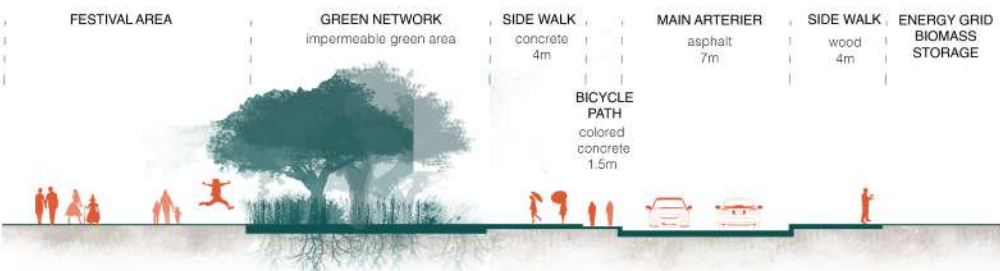 FESTIVAL AREA
GREEN NETWORK
impermeable green area
SIDE WALK
concrete
4m
BICYCLE
PATH
colored
concrete
1.5m
MAIN ARTERIER
asphalt
7m
SIDE WALK
wood
4m
ENERGY GRID
BIOMASS
STORAGE